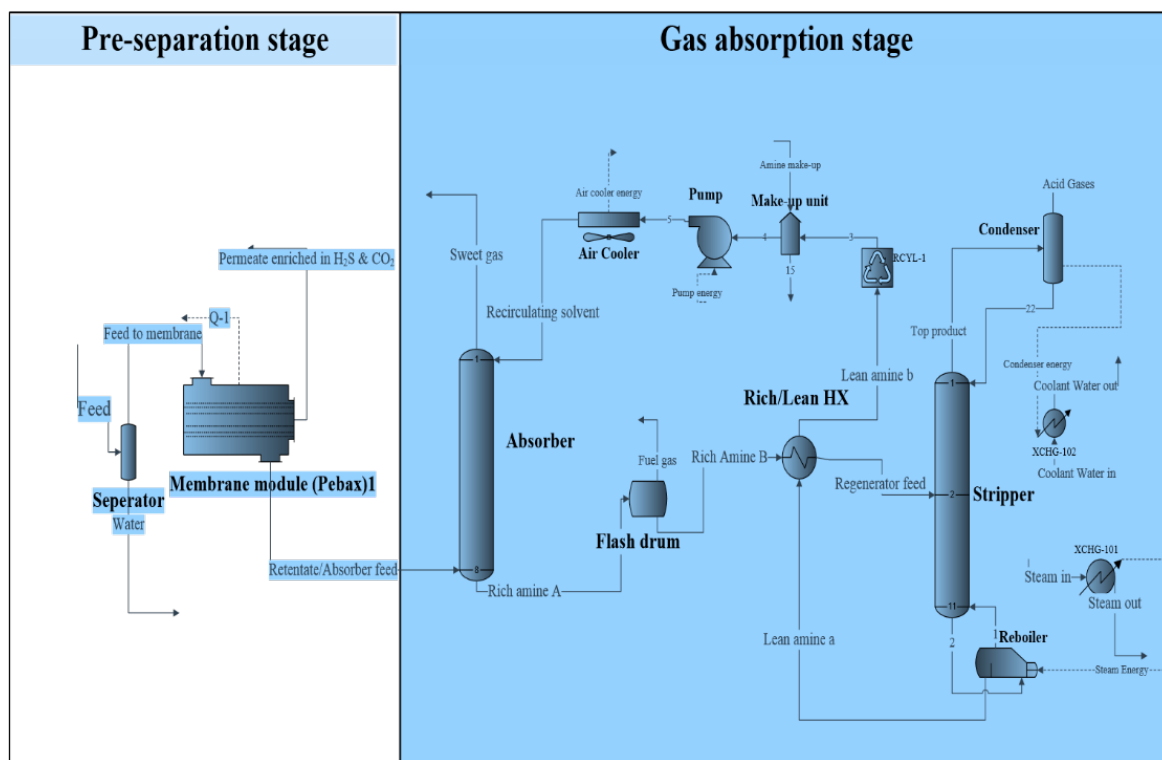 Pre-separation stage
Gas absorption stage
Permeate enriched in H₂S & CO₂
Q-1
Feed to membrane
Feed
Seperator
Membrane module (Pebax)1
Water
Retentate/Absorber feed
Amine make-up
Air cooler energy
Pump
Make-up unit
S
4
3
Air Cooler
15
RCYL-1
Pump energy
Sweet gas
Recirculating solvent
Acid Gases
Condenser
Top product
22
Condenser energy
Coolant Water out
XCHG-102
Coolant Water in
1
Absorber
8
Rich amine A
Fuel gas
Flash drum
Rich Amine B
Rich/Lean HX
Lean amine b
Regenerator feed
Lean amine a
1
2
Stripper
11
XCHG-101
Steam in
Steam out
2
1
Reboiler
Steam Energy